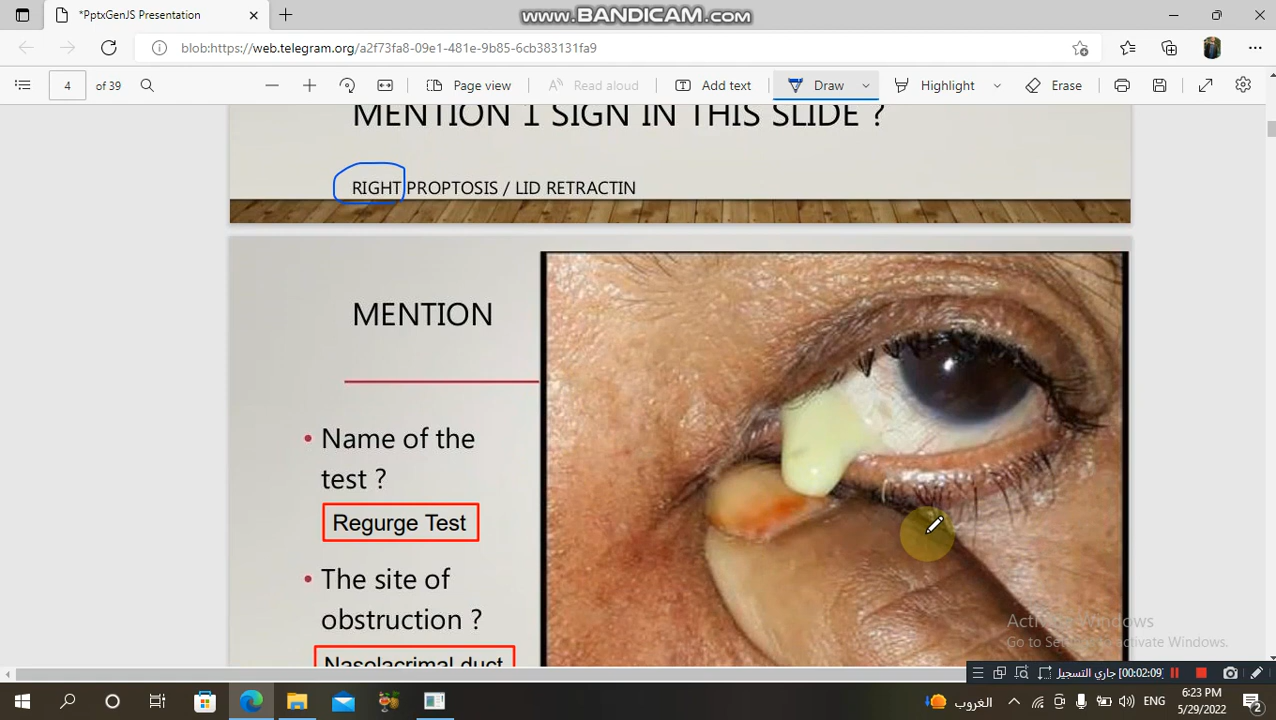 *PptxGenJS Presentation
www.BANDICAM.com
blob:https://web.telegram.org/a2f73fa8-09e1-481e-9b85-6cb383131fa9
4 of 39
Page view
Read aloud
Add text
Draw
Highlight
Erase
MENTION 1 SIGN IN THIS SLIDE ?
RIGHT PROPTOSIS / LID RETRACTIN
MENTION
• Name of the
test ?
Regurge Test
• The site of
obstruction ?
Nasolacrimal duct
Activate Windows
Go to Settings to activate Windows.
جاري التسجيل [00:02:09]
الغروب
ENG
6:23 PM
5/29/2022
2